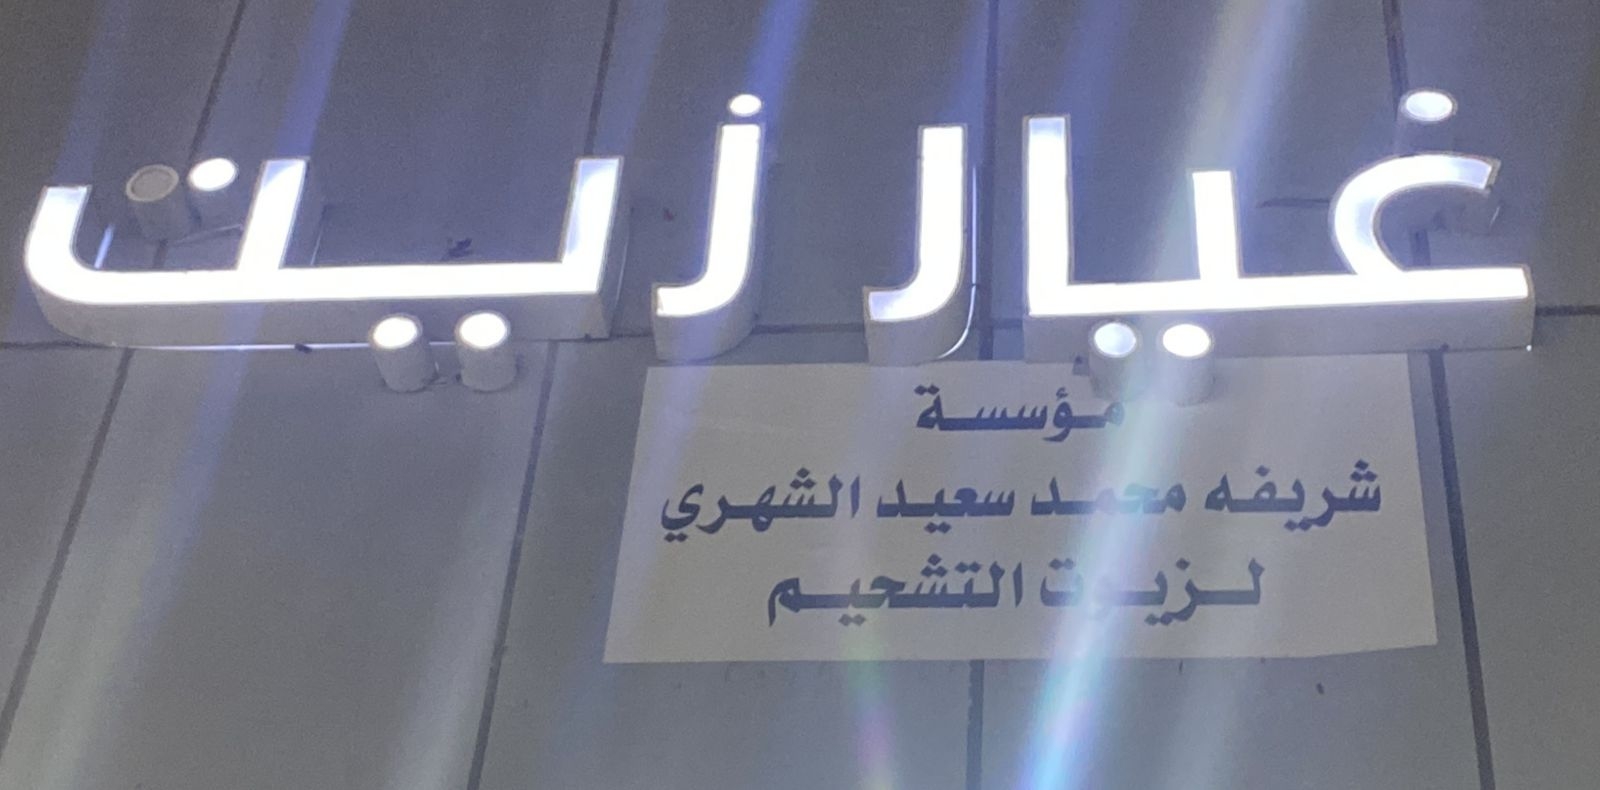 غيار زيت
مؤسسة
شريفه محمد سعيد الشهري
لزيوت التشحيم